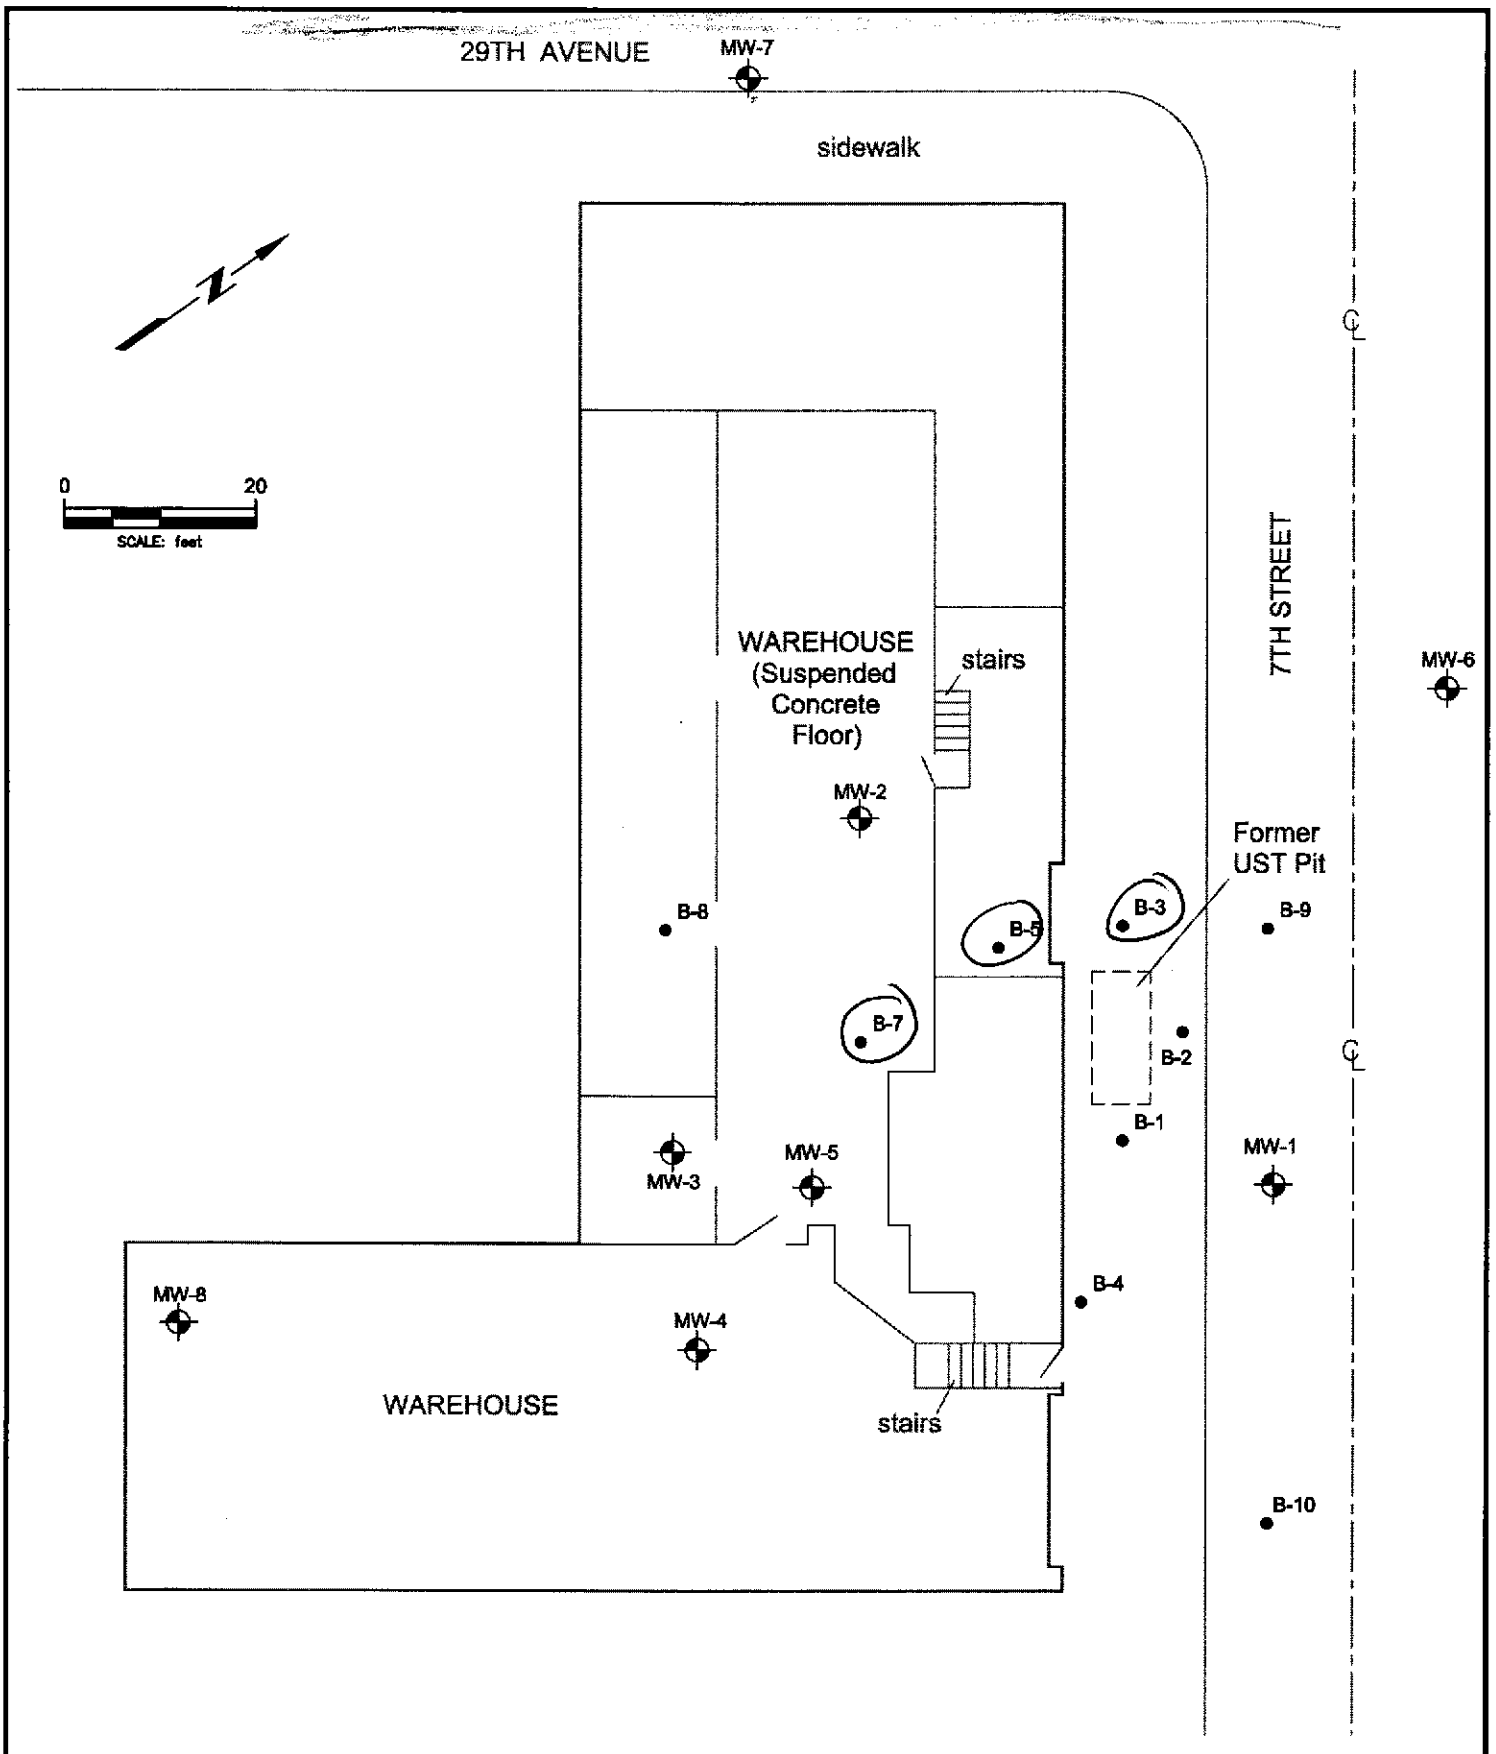 29TH AVENUE
MW-7
sidewalk
N
0 20
SCALE: feet
7TH STREET
WAREHOUSE
(Suspended
Concrete
Floor)
stairs
MW-6
MW-2
Former
UST Pit
B-8
B-5
B-3
B-9
B-7
B-2
B-1
MW-3
MW-5
MW-1
MW-8
MW-4
B-4
WAREHOUSE
stairs
B-10
CL
CL